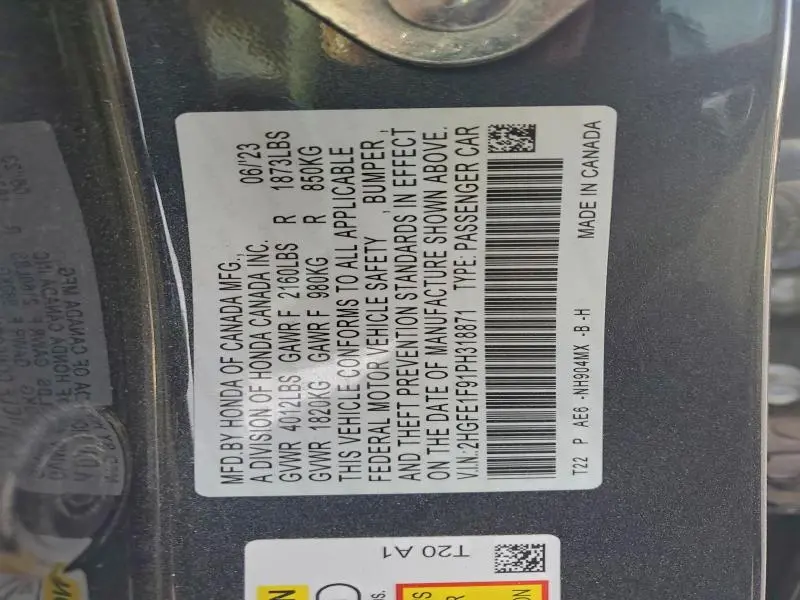 MFD.BY HONDA OF CANADA MFG., 06/'23
A DIVISION OF HONDA CANADA INC.
GVWR 4012LBS GAWR F 2160LBS R 1873LBS
GVWR 1820KG GAWR F 980KG R 850KG
THIS VEHICLE CONFORMS TO ALL APPLICABLE
FEDERAL MOTOR VEHICLE SAFETY , BUMPER ,
AND THEFT PREVENTION STANDARDS IN EFFECT
ON THE DATE OF MANUFACTURE SHOWN ABOVE.
V.I.N.:2HGFE1F91PH318871 TYPE: PASSENGER CAR
T22 P AE6 -NH904MX -B -H MADE IN CANADA
T20 A1